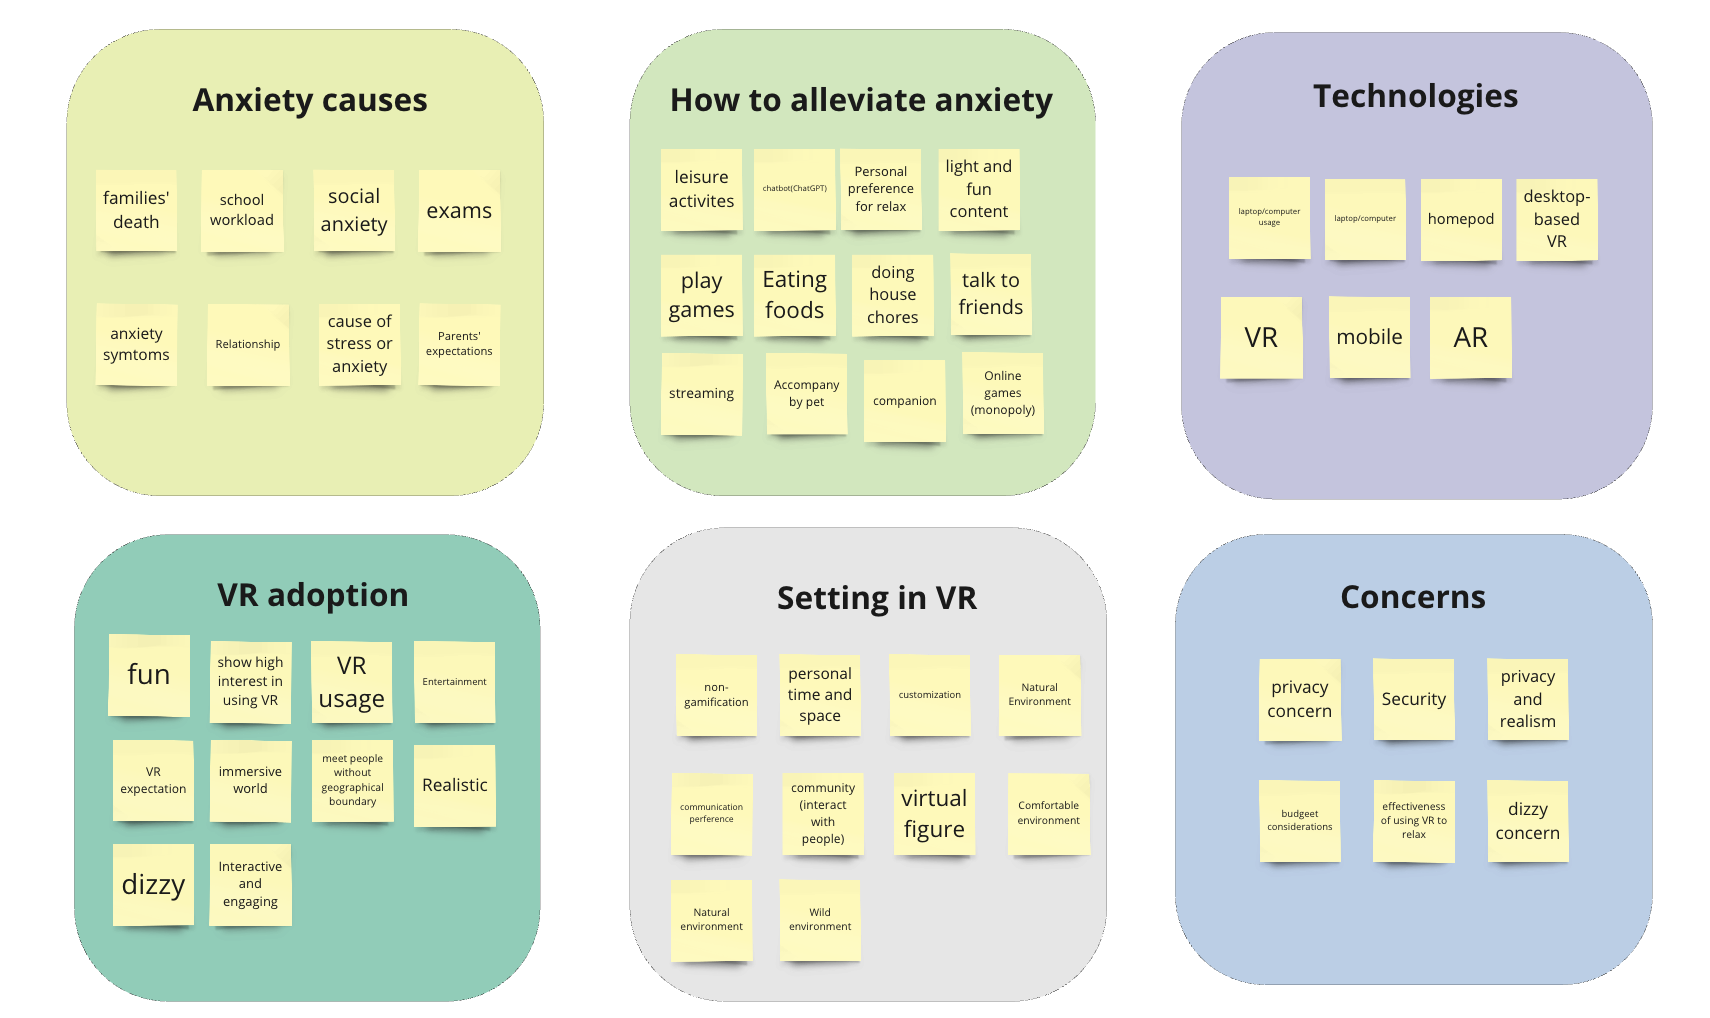 Anxiety causes
families'
death
school
workload
social
anxiety
exams
anxiety
symtoms
Relationship
cause of
stress or
anxiety
Parents'
expectations
How to alleviate anxiety
leisure
activites
chatbot(ChatGPT)
Personal
preference
for relax
light and
fun
content
play
games
Eating
foods
doing
house
chores
talk to
friends
streaming
Accompany
by pet
companion
Online
games
(monopoly)
Technologies
laptop/computer
usage
laptop/computer
homepod
desktop-
based
VR
VR
mobile
AR
VR adoption
fun
show high
interest in
using VR
VR
usage
Entertainment
VR
expectation
immersive
world
meet people
without
geographical
boundary
Realistic
dizzy
Interactive
and
engaging
Setting in VR
non-
gamification
personal
time and
space
customization
Natural
Environment
communication
perference
community
(interact
with
people)
virtual
figure
Comfortable
environment
Natural
environment
Wild
environment
Concerns
privacy
concern
Security
privacy
and
realism
budgeet
considerations
effectiveness
of using VR to
relax
dizzy
concern